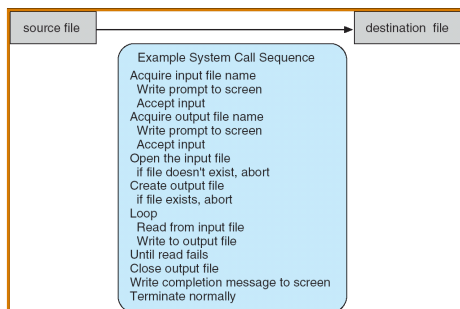 source file
destination file
Example System Call Sequence
Acquire input file name
Write prompt to screen
Accept input
Acquire output file name
Write prompt to screen
Accept input
Open the input file
if file doesn't exist, abort
Create output file
if file exists, abort
Loop
Read from input file
Write to output file
Until read fails
Close output file
Write completion message to screen
Terminate normally